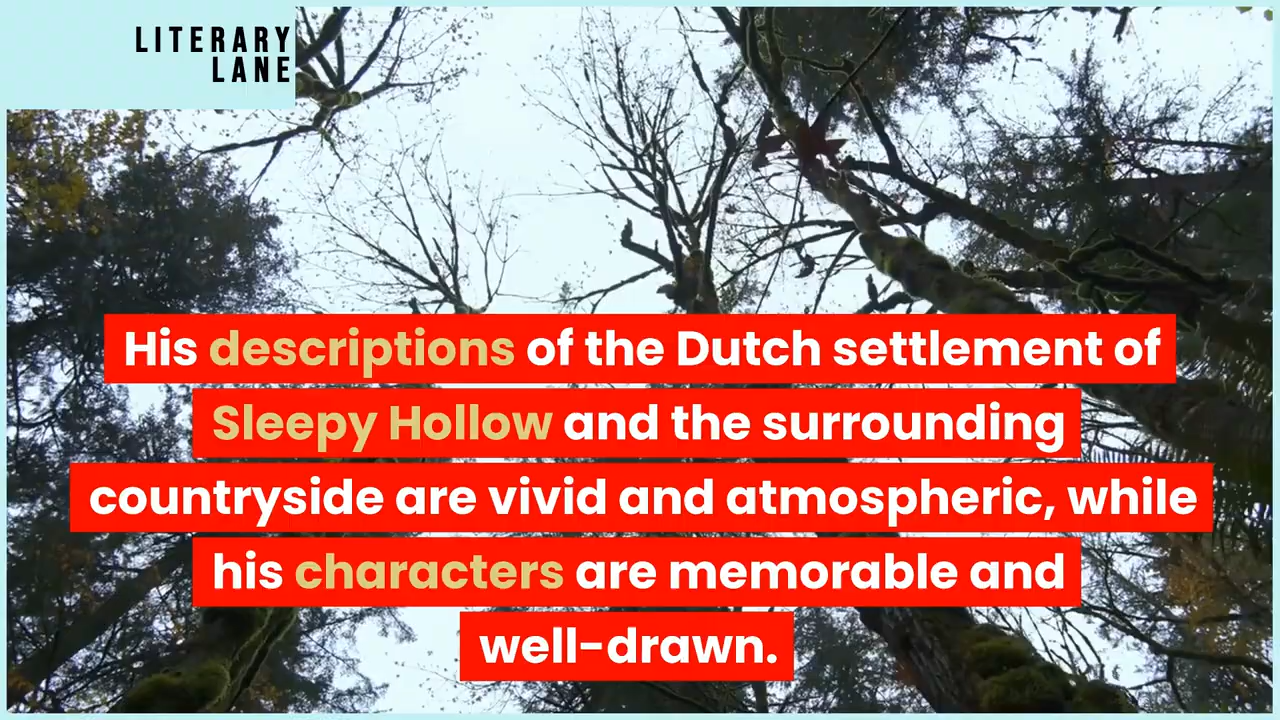 LITERARY
LANE
His descriptions of the Dutch settlement of
Sleepy Hollow and the surrounding
countryside are vivid and atmospheric, while
his characters are memorable and
well-drawn.